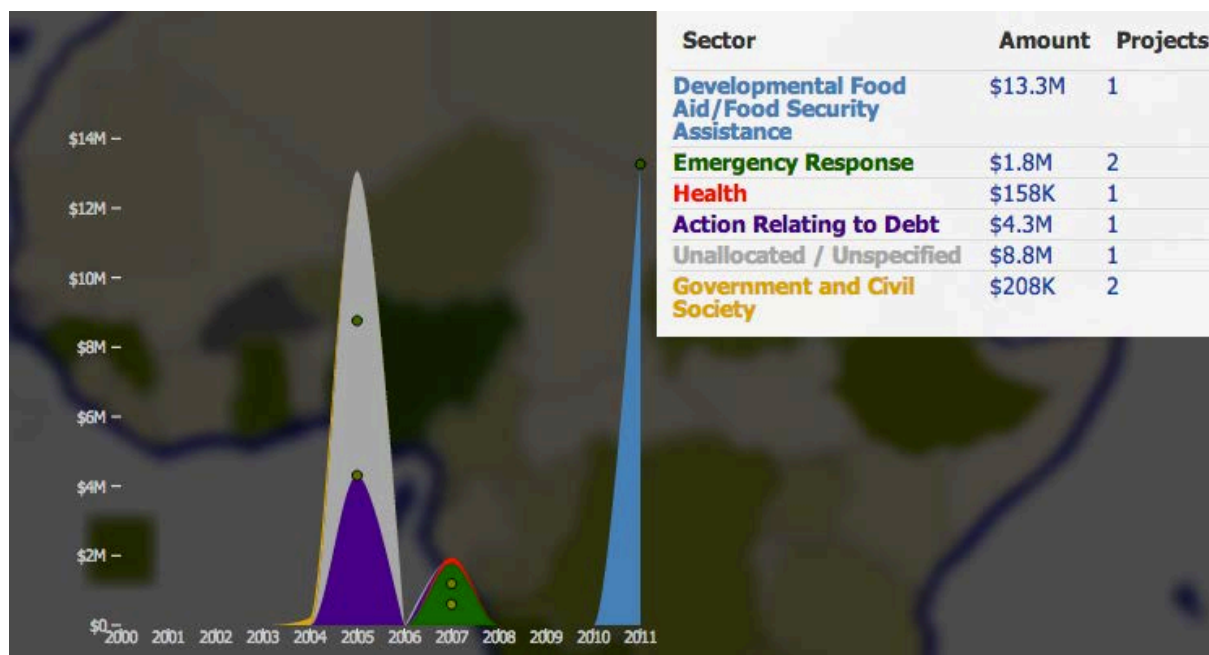 Sector Amount Projects
Developmental Food $13.3M 1
Aid/Food Security
Assistance
Emergency Response $1.8M 2
Health $158K 1
Action Relating to Debt $4.3M 1
Unallocated / Unspecified $8.8M 1
Government and Civil $208K 2
Society
$14M
$12M
$10M
$8M
$6M
$4M
$2M
$0
2000 2001 2002 2003 2004 2005 2006 2007 2008 2009 2010 2011